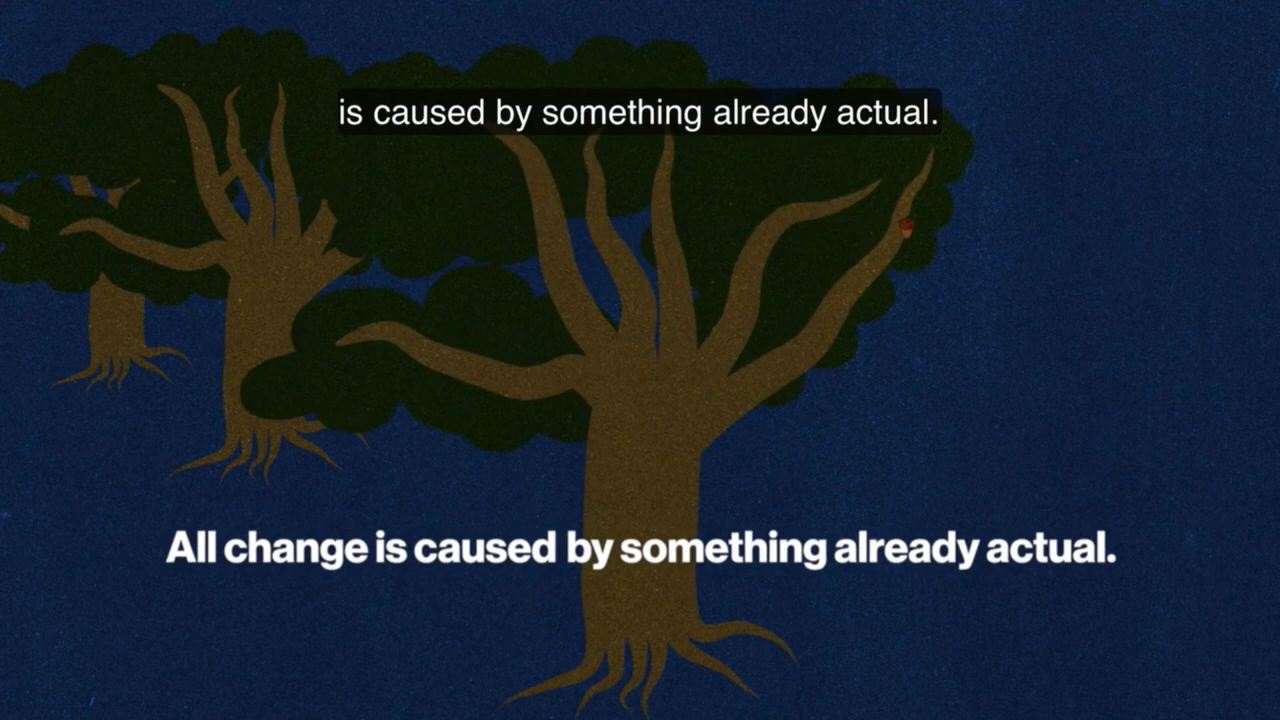 is caused by something already actual.
All change is caused by something already actual.